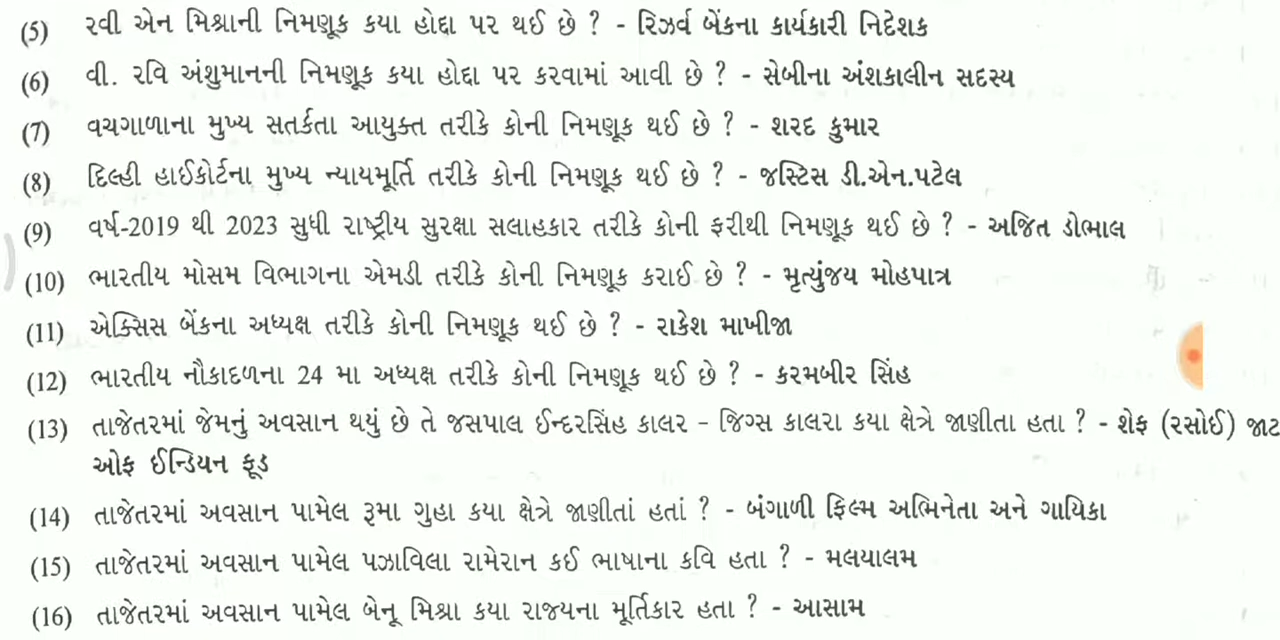 (5) રવી એન મિશ્રાની નિમણૂક કયા હોદ્દા પર થઈ છે ? - રિઝર્વ બેંકના કાર્યકારી નિદેશક
(6) વી. રવિ અંશુમાનની નિમણૂક કયા હોદ્દા પર કરવામાં આવી છે ? - સેબીના અંશકાલીન સદસ્ય
(7) વચગાળાના મુખ્ય સતર્કતા આયુક્ત તરીકે કોની નિમણૂક થઈ છે ? - શરદ કુમાર
(8) દિલ્હી હાઈકોર્ટના મુખ્ય ન્યાયમૂર્તિ તરીકે કોની નિમણૂક થઈ છે ? - જસ્ટિસ ડી.એન.પટેલ
(9) વર્ષ-2019 થી 2023 સુધી રાષ્ટ્રીય સુરક્ષા સલાહકાર તરીકે કોની ફરીથી નિમણૂક થઈ છે ? - અજિત ડોભાલ
(10) ભારતીય મોસમ વિભાગના એમડી તરીકે કોની નિમણૂક કરાઈ છે ? - મૃત્યુંજય મોહપાત્ર
(11) એક્સિસ બેંકના અધ્યક્ષ તરીકે કોની નિમણૂક થઈ છે ? - રાકેશ માખીજા
(12) ભારતીય નૌકાદળના 24 મા અધ્યક્ષ તરીકે કોની નિમણૂક થઈ છે ? - કરમબીર સિંહ
(13) તાજેતરમાં જેમનું અવસાન થયું છે તે જસપાલ ઈન્દરસિંહ કાલર – જિગ્સ કાલરા કયા ક્ષેત્રે જાણીતા હતા ? - શેફ (રસોઈ) જાટ
ઓફ ઈન્ડિયન ફૂડ
(14) તાજેતરમાં અવસાન પામેલ રૂમા ગુહા કયા ક્ષેત્રે જાણીતાં હતાં ? - બંગાળી ફિલ્મ અભિનેતા અને ગાયિકા
(15) તાજેતરમાં અવસાન પામેલ પઝાવિલા રામેરાન કઈ ભાષાના કવિ હતા ? - મલયાલમ
(16) તાજેતરમાં અવસાન પામેલ બેનૂ મિશ્રા કયા રાજ્યના મૂર્તિકાર હતા ? - આસામ